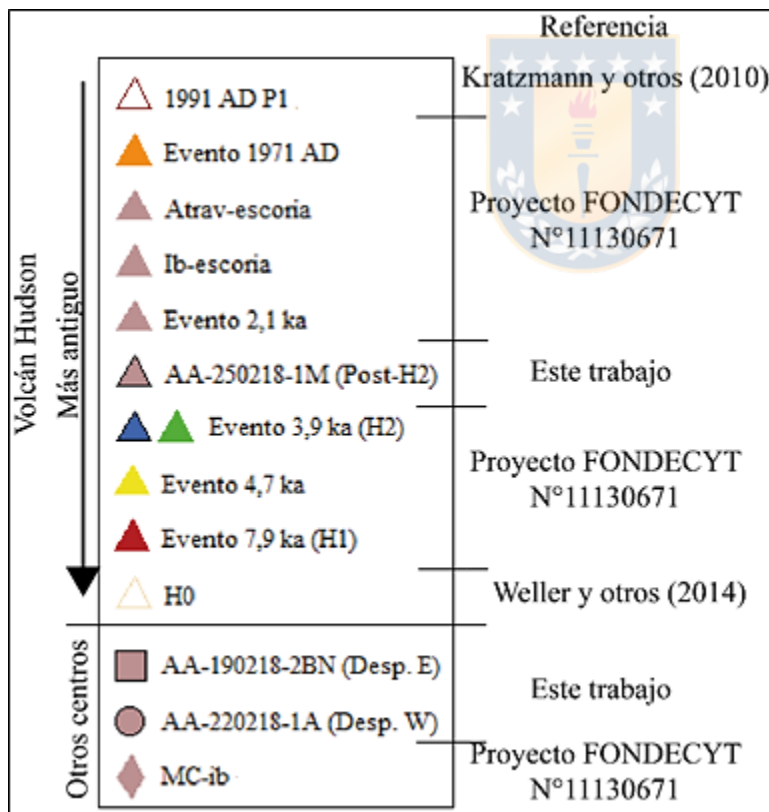 Referencia
Kratzmann y otros (2010)
1991 AD P1
Evento 1971 AD
Atrav-escoria
Proyecto FONDECYT
N°11130671
Ib-escoria
Evento 2,1 ka
AA-250218-1M (Post-H2)
Este trabajo
Evento 3,9 ka (H2)
Proyecto FONDECYT
N°11130671
Evento 4,7 ka
Evento 7,9 ka (H1)
H0
Weller y otros (2014)
Volcán Hudson
Más antiguo
AA-190218-2BN (Desp. E)
Este trabajo
AA-220218-1A (Desp. W)
MC-ib
Proyecto FONDECYT
N°11130671
Otros centros